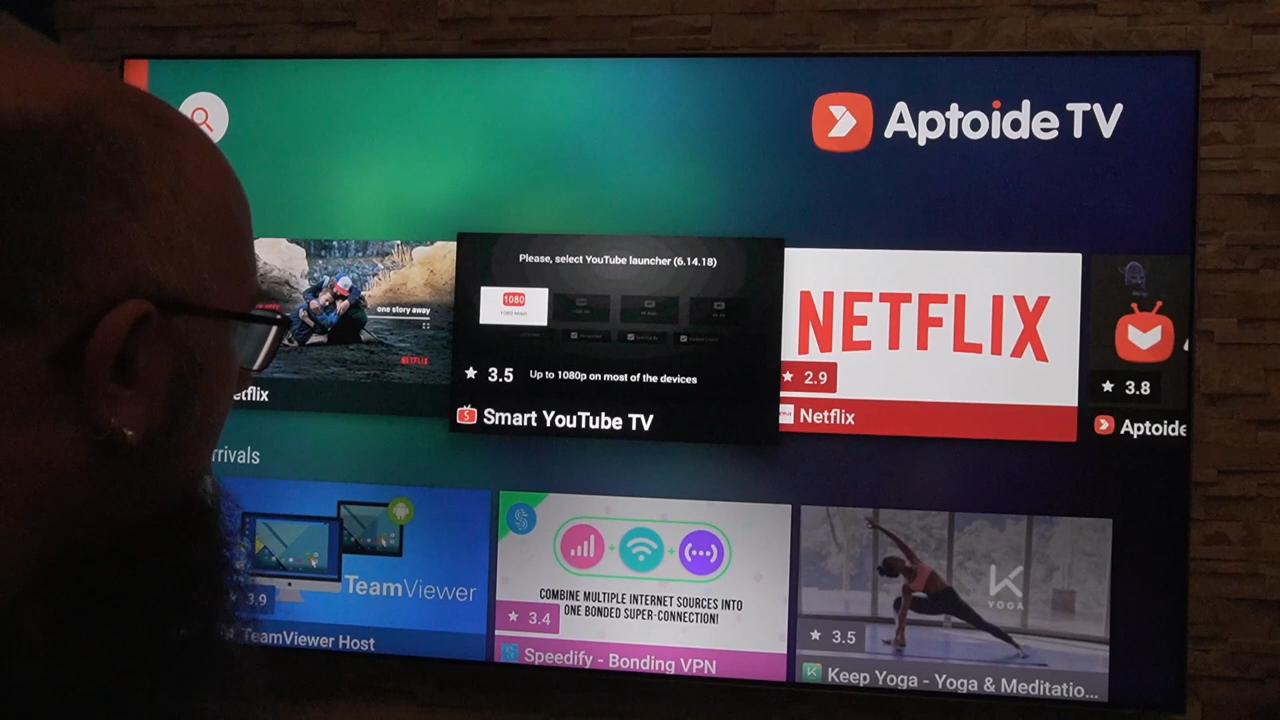 Aptoide TV
one story away
NETFLIX
etflix
Please, select YouTube launcher (6.14.18)
1080
1080 Main
3.5
Up to 1080p on most of the devices
Smart YouTube TV
NETFLIX
2.9
Netflix
3.8
Aptoide
rrivals
TeamViewer
3.9
TeamViewer Host
COMBINE MULTIPLE INTERNET SOURCES INTO
ONE BONDED SUPER-CONNECTION!
3.4
Speedify - Bonding VPN
K
YOGA
3.5
Keep Yoga - Yoga & Meditatio...